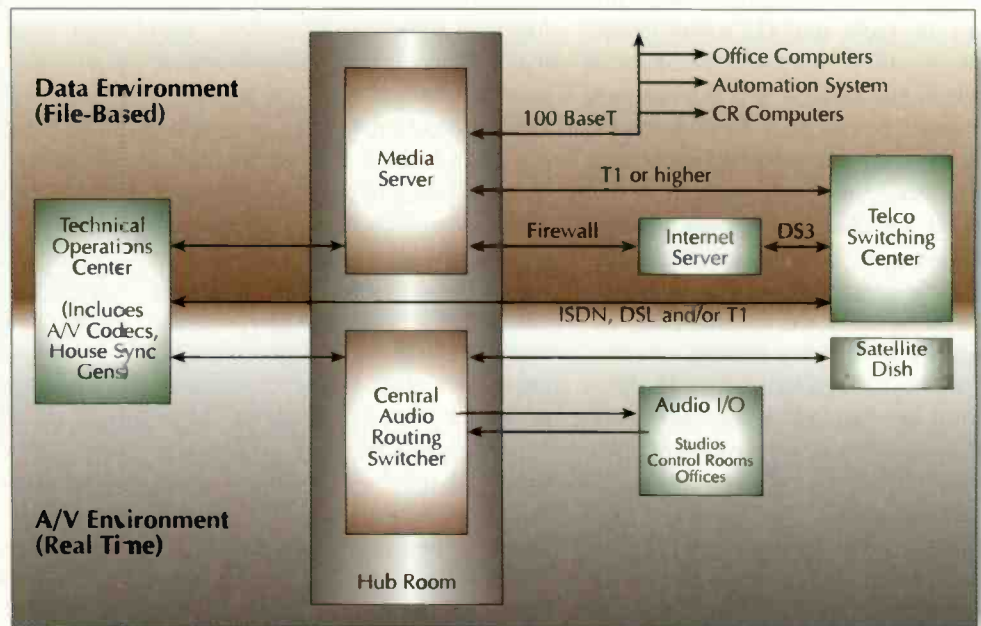 Data Environment
(File-Based)
Media
Server
100 BaseT
Office Computers
Automation System
CR Computers
T1 or higher
Firewall
Internet
Server
DS3
Telco
Switching
Center
Technical
Operations
Center
(Includes
A/V Codecs,
House Sync
Gens)
ISDN, DSL and/or T1
Satellite
Dish
Central
Audio
Routing
Switcher
Audio I/O
Studios
Control Rooms
Offices
A/V Environment
(Real Time)
Hub Room